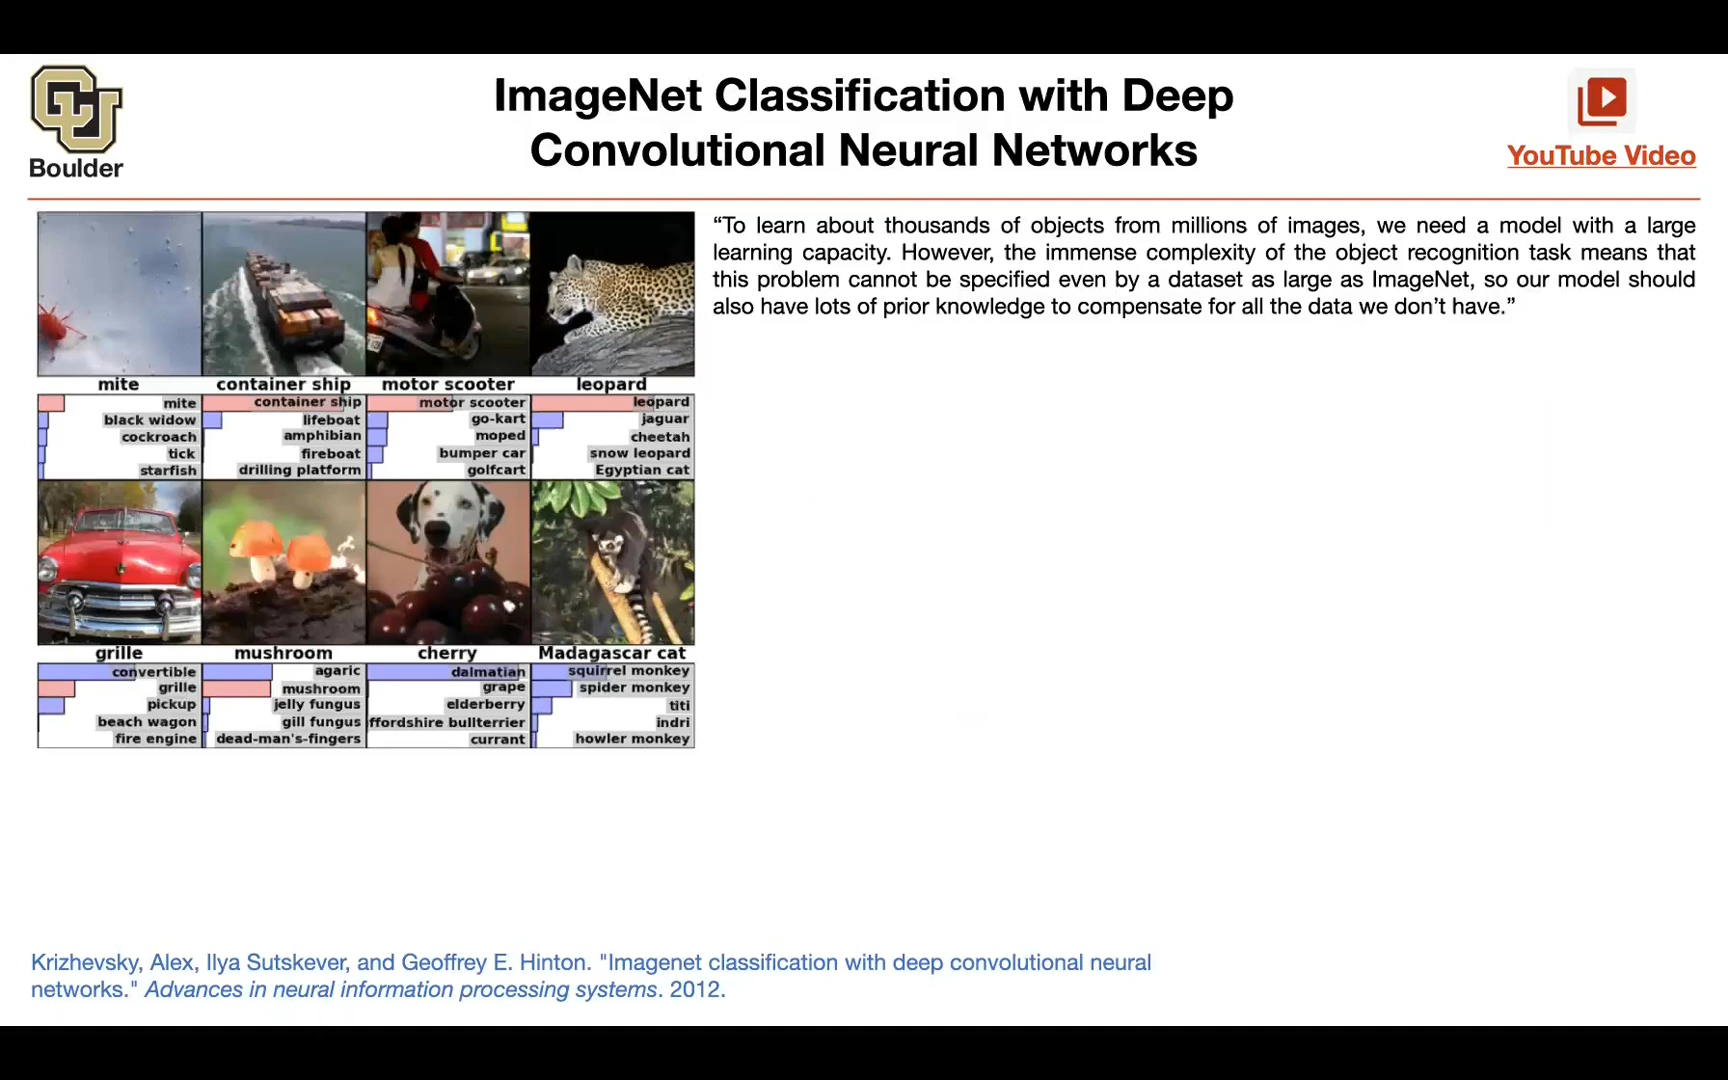 ImageNet Classification with Deep
Convolutional Neural Networks
CU
Boulder
YouTube Video
“To learn about thousands of objects from millions of images, we need a model with a large
learning capacity. However, the immense complexity of the object recognition task means that
this problem cannot be specified even by a dataset as large as ImageNet, so our model should
also have lots of prior knowledge to compensate for all the data we don’t have.”
mite container ship motor scooter leopard
mite container ship motor scooter leopard
black widow lifeboat go-kart jaguar
cockroach amphibian moped cheetah
tick fireboat bumper car snow leopard
starfish drilling platform golfcart Egyptian cat
grille mushroom cherry Madagascar cat
convertible agaric dalmatian squirrel monkey
grille mushroom grape spider monkey
pickup jelly fungus elderberry titi
beach wagon gill fungus ffordshire bullterrier indri
fire engine dead-man's-fingers currant howler monkey
Krizhevsky, Alex, Ilya Sutskever, and Geoffrey E. Hinton. "Imagenet classification with deep convolutional neural
networks." Advances in neural information processing systems. 2012.